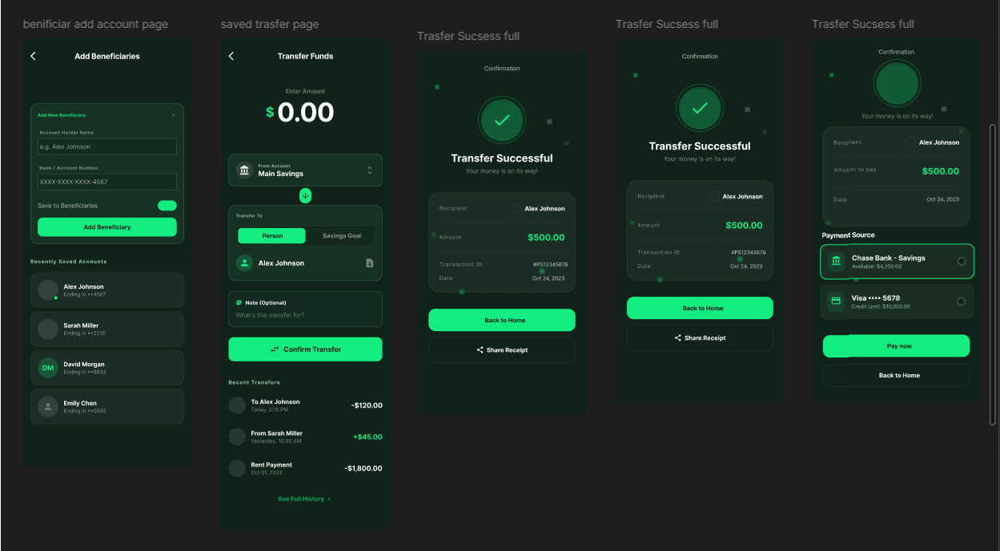 benificiar add account page
Add Beneficiaries
Add New Beneficiary
×
Account Holder Name
e.g. Alex Johnson
Bank / Account Number
XXXX-XXXX-XXXX-4567
Save to Beneficiaries
Add Beneficiary
Recently Saved Accounts
Alex Johnson
Ending in ••4567
Sarah Miller
Ending in ••2210
DM
David Morgan
Ending in ••8834
Emily Chen
Ending in ••0092
saved trasfer page
Transfer Funds
Enter Amount
$ 0.00
From Account
Main Savings
Transfer To
Person
Savings Goal
Alex Johnson
Note (Optional)
What's this transfer for?
Confirm Transfer
Recent Transfers
To Alex Johnson
Today, 2:15 PM
-$120.00
From Sarah Miller
Yesterday, 10:30 AM
+$45.00
Rent Payment
Oct 01, 2023
-$1,800.00
See Full History ›
Trasfer Sucsess full
Confirmation
Transfer Successful
Your money is on its way!
Recipient
Alex Johnson
Amount
$500.00
Transaction ID
#PS12345678
Date
Oct 24, 2023
Back to Home
Share Receipt
Trasfer Sucsess full
Confirmation
Transfer Successful
Your money is on its way!
Recipient
Alex Johnson
Amount
$500.00
Transaction ID
#PS12345678
Date
Oct 24, 2023
Back to Home
Share Receipt
Trasfer Sucsess full
Confirmation
Your money is on its way!
Recipient
Alex Johnson
Amount to pay
$500.00
Date
Oct 24, 2023
Payment Source
Chase Bank - Savings
Available: $4,250.00
Visa •••• 5678
Credit Limit: $10,000.00
Pay now
Back to Home